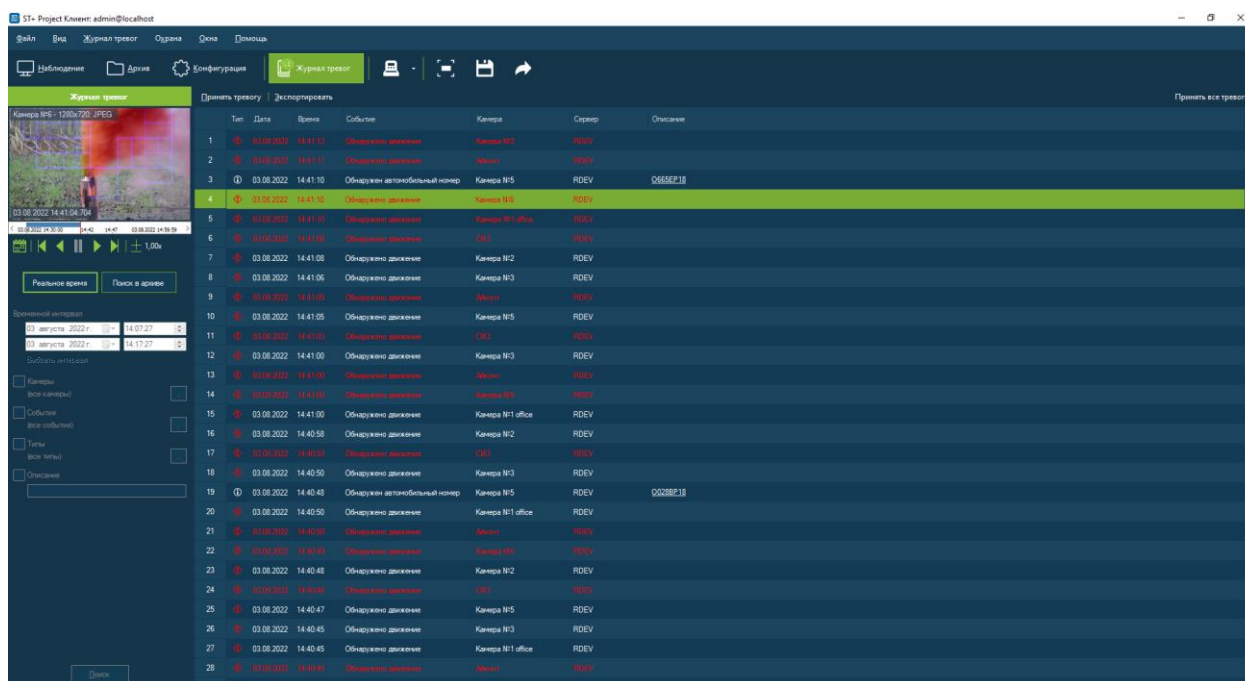 ST+ Project Клиент: admin@localhost
Файл Вид Журнал тревог Охрана Окна Помощь
Наблюдение Архив Конфигурация Журнал тревог
Журнал тревог
Камера №6 - 1280x720: JPEG
03.08.2022 14:41:04.704
03.08.2022 14:30:00 14:42 14:47 03.08.2022 14:59:59
1,00x
Реальное время Поиск в архиве
Временной интервал
03 августа 2022 г. 14:07:27
03 августа 2022 г. 14:17:27
Выбрать интервал
Камеры
(все камеры)
События
(все события)
Типы
(все типы)
Описание
Поиск
Принять тревогу Экспортировать Принять все тревог
Тип Дата Время Событие Камера Сервер Описание
1 03.08.2022 14:41:13 Обнаружено движение Камера №2 RDEV
2 03.08.2022 14:41:11 Обнаружено движение RDEV
3 03.08.2022 14:41:10 Обнаружен автомобильный номер Камера №5 RDEV O665EP18
4 03.08.2022 14:41:10 Обнаружено движение Камера №6 RDEV
5 03.08.2022 14:41:10 Обнаружено движение Камера №1 office RDEV
6 03.08.2022 Обнаружено движение RDEV
7 03.08.2022 14:41:08 Обнаружено движение Камера №2 RDEV
8 03.08.2022 14:41:06 Обнаружено движение Камера №3 RDEV
9 03.08.2022 14:41:05 Обнаружено движение RDEV
10 03.08.2022 14:41:05 Обнаружено движение Камера №5 RDEV
11 03.08.2022 Обнаружено движение RDEV
12 03.08.2022 14:41:00 Обнаружено движение Камера №3 RDEV
13 03.08.2022 14:41:00 Обнаружено движение RDEV
14 03.08.2022 14:41:00 Обнаружено движение Камера №6 RDEV
15 03.08.2022 14:41:00 Обнаружено движение Камера №1 office RDEV
16 03.08.2022 14:40:58 Обнаружено движение Камера №2 RDEV
17 03.08.2022 Обнаружено движение RDEV
18 03.08.2022 14:40:50 Обнаружено движение Камера №3 RDEV
19 03.08.2022 14:40:48 Обнаружен автомобильный номер Камера №5 RDEV O028BP18
20 03.08.2022 14:40:50 Обнаружено движение Камера №1 office RDEV
21 03.08.2022 14:40:50 Обнаружено движение RDEV
22 03.08.2022 Обнаружено движение Камера №6 RDEV
23 03.08.2022 14:40:48 Обнаружено движение Камера №2 RDEV
24 03.08.2022 Обнаружено движение RDEV
25 03.08.2022 14:40:47 Обнаружено движение Камера №5 RDEV
26 03.08.2022 14:40:45 Обнаружено движение Камера №3 RDEV
27 03.08.2022 14:40:45 Обнаружено движение Камера №1 office RDEV
28 03.08.2022 14:40:45 Обнаружено движение RDEV